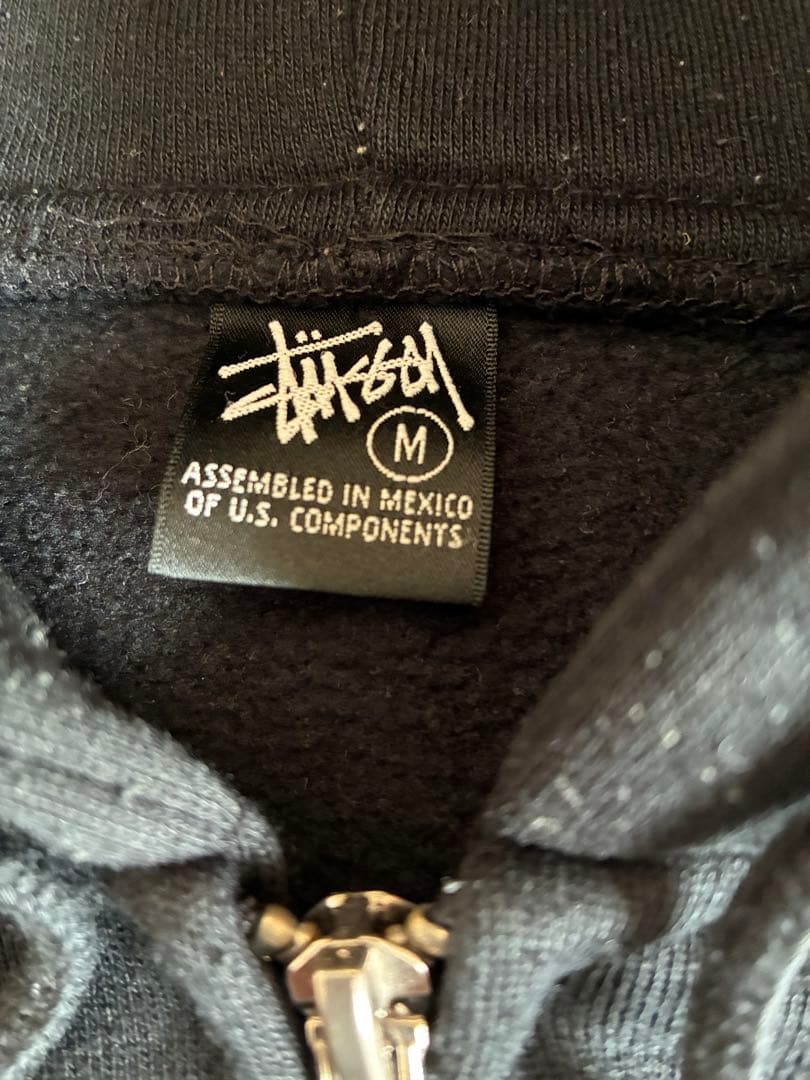 Stüssy
M
ASSEMBLED IN MEXICO
OF U.S. COMPONENTS